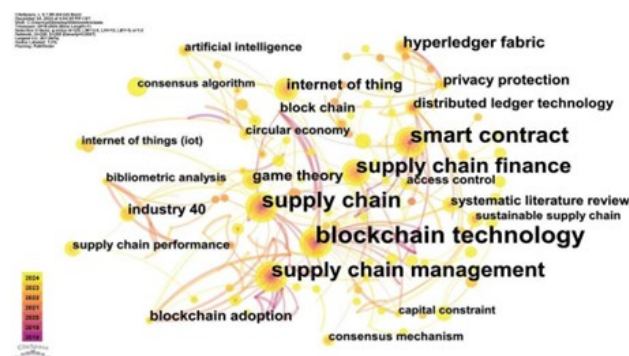 artificial intelligence
hyperledger fabric
consensus algorithm
internet of thing
privacy protection
block chain
distributed ledger technology
circular economy
smart contract
internet of things (iot)
supply chain finance
bibliometric analysis
game theory
access control
industry 40
supply chain
systematic literature review
sustainable supply chain
supply chain performance
blockchain technology
supply chain management
blockchain adoption
capital constraint
consensus mechanism
2024
2023
2022
2021
2020
2019
2018
CiteSpace